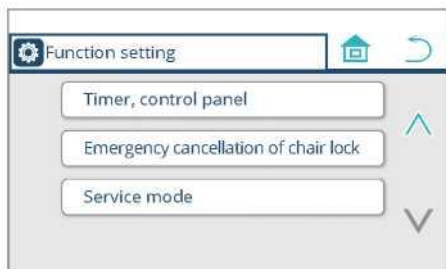 Function setting
Timer, control panel
Emergency cancellation of chair lock
Service mode